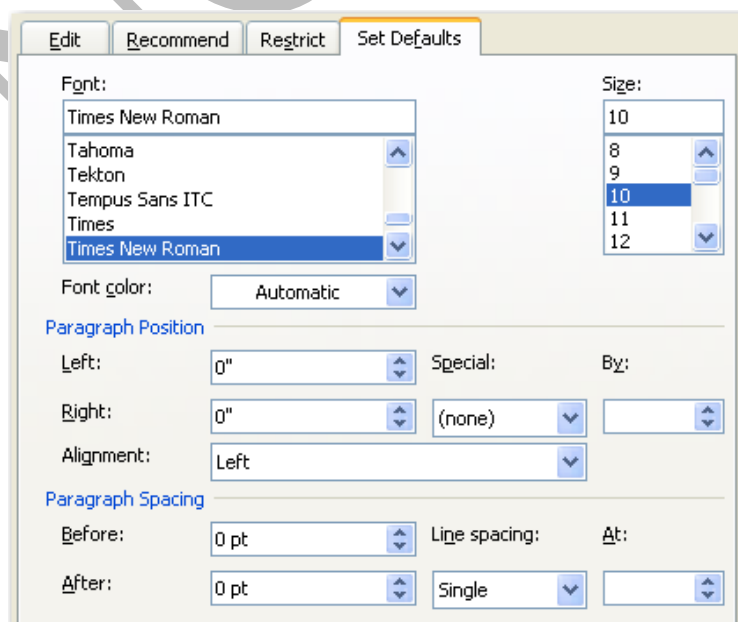 Edit Recommend Restrict Set Defaults
Font: Size:
Times New Roman 10
Tahoma 8
Tekton 9
Tempus Sans ITC 10
Times 11
Times New Roman 12
Font color: Automatic
Paragraph Position
Left: 0" Special: By:
Right: 0" (none)
Alignment: Left
Paragraph Spacing
Before: 0 pt Line spacing: At:
After: 0 pt Single